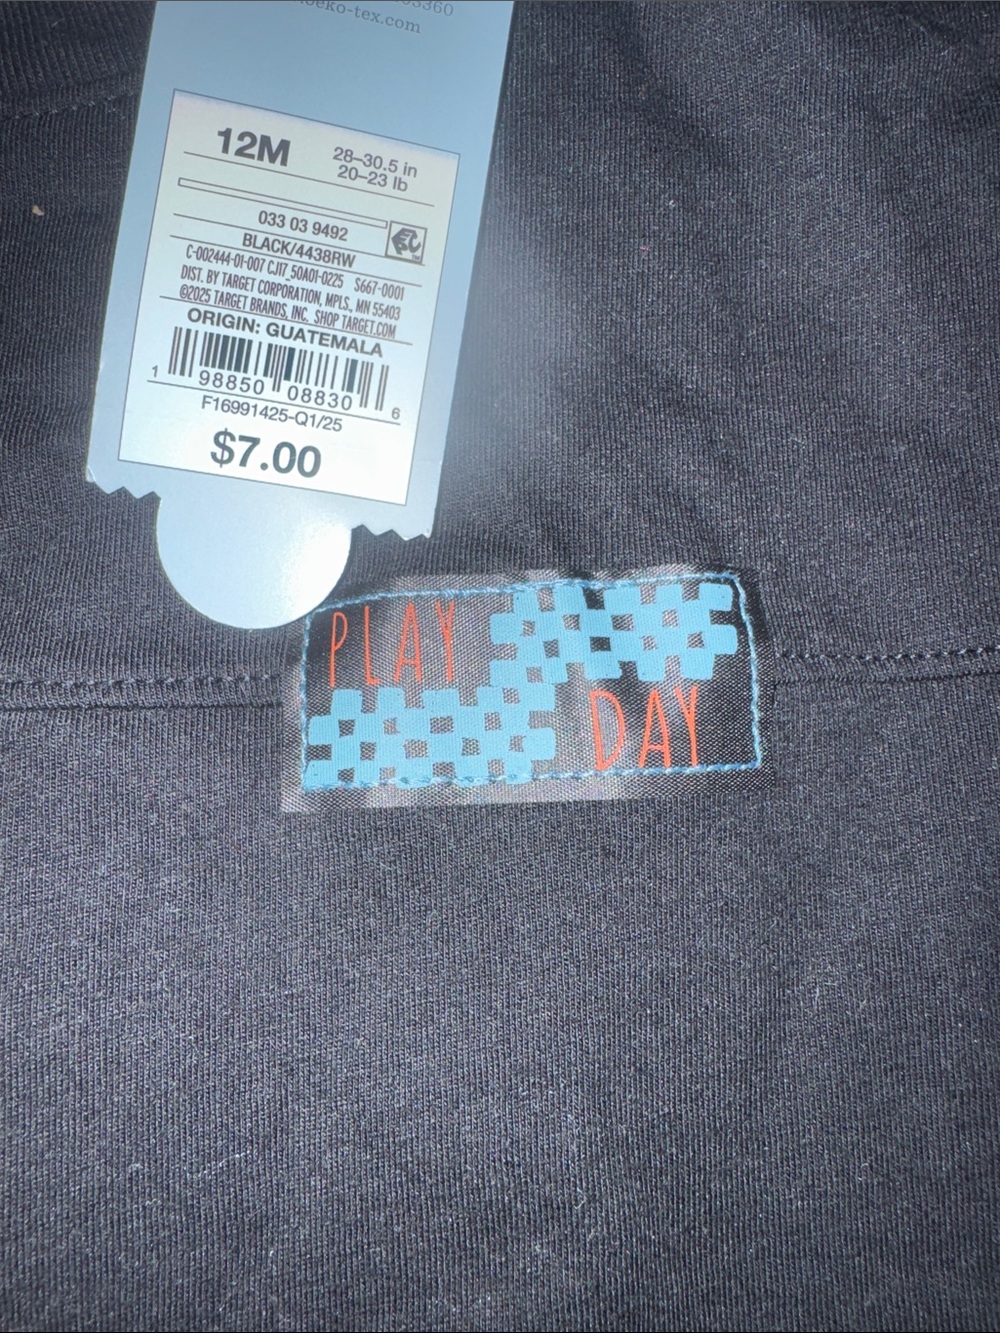 oeko-tex.com
12M
28–30.5 in
20–23 lb
033 03 9492
BLACK/4438RW
C-002444-01-007 CJ17_50A01-0225 S667-0001
DIST. BY TARGET CORPORATION, MPLS., MN 55403
©2025 TARGET BRANDS, INC. SHOP TARGET.COM
ORIGIN: GUATEMALA
1 98850 08830 6
F16991425-Q1/25
$7.00
PLAY
DAY